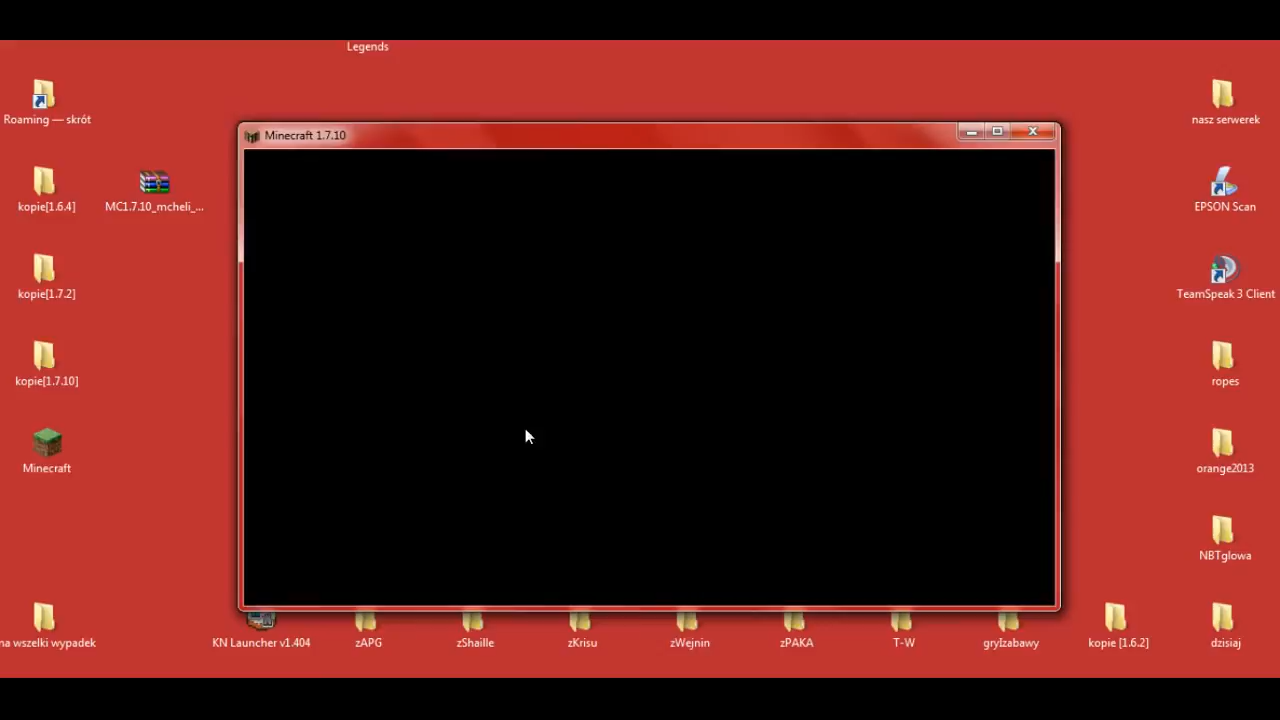 Legends
Roaming — skrót
nasz serwerek
Minecraft 1.7.10
kopie[1.6.4]
MC1.7.10_mcheli_...
EPSON Scan
kopie[1.7.2]
TeamSpeak 3 Client
kopie[1.7.10]
ropes
Minecraft
orange2013
NBTglowa
na wszelki wypadek
KN Launcher v1.404
zAPG
zShaille
zKrisu
zWejnin
zPAKA
T-W
gryIzabawy
kopie [1.6.2]
dzisiaj